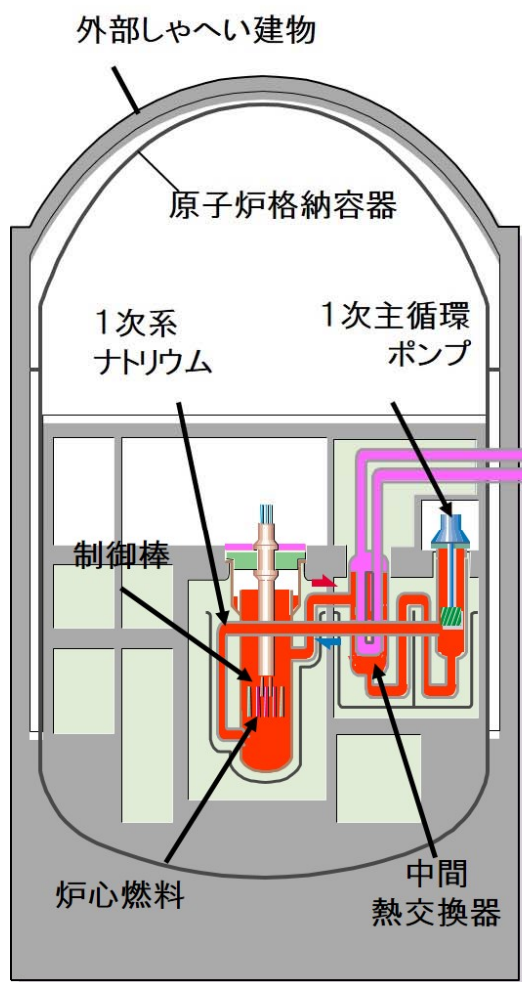 外部しゃへい建物
原子炉格納容器
1次系
ナトリウム
1次主循環
ポンプ
制御棒
炉心燃料
中間
熱交換器